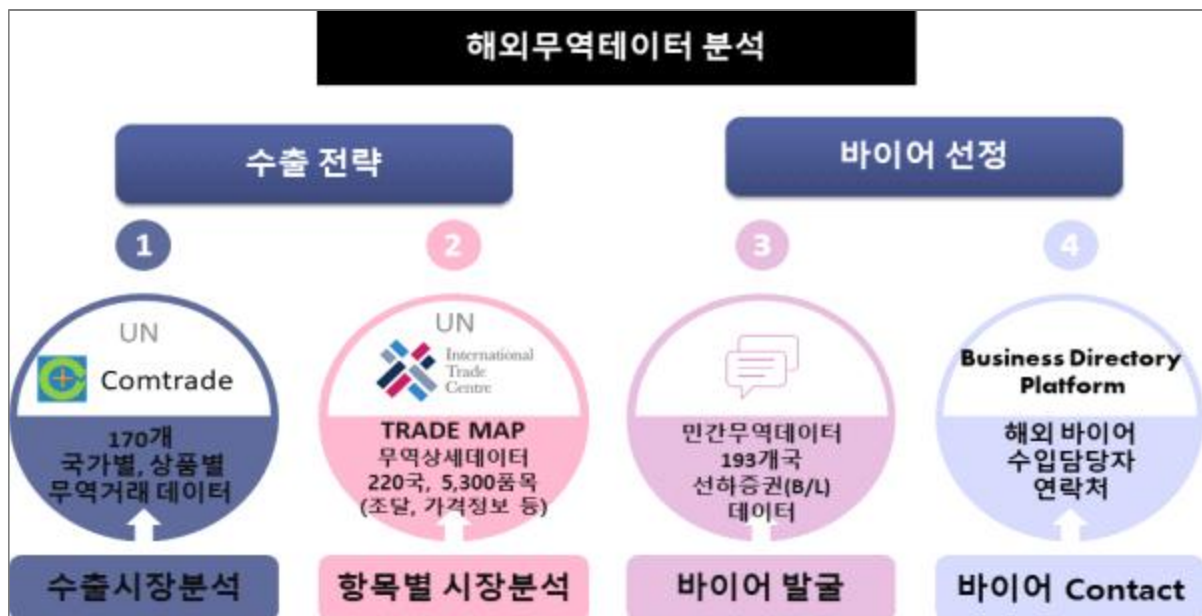 해외무역테이터 분석
수출 전략
바이어 선정
1
2
3
4
UN
Comtrade
170개
국가별, 상품별
무역거래 데이터
수출시장분석
UN
International
Trade
Centre
TRADE MAP
무역상세데이터
220국, 5,300품목
(조달, 가격정보 등)
항목별 시장분석
민간무역데이터
193개국
선하증권(B/L)
데이터
바이어 발굴
Business Directory
Platform
해외 바이어
수입담당자
연락처
바이어 Contact